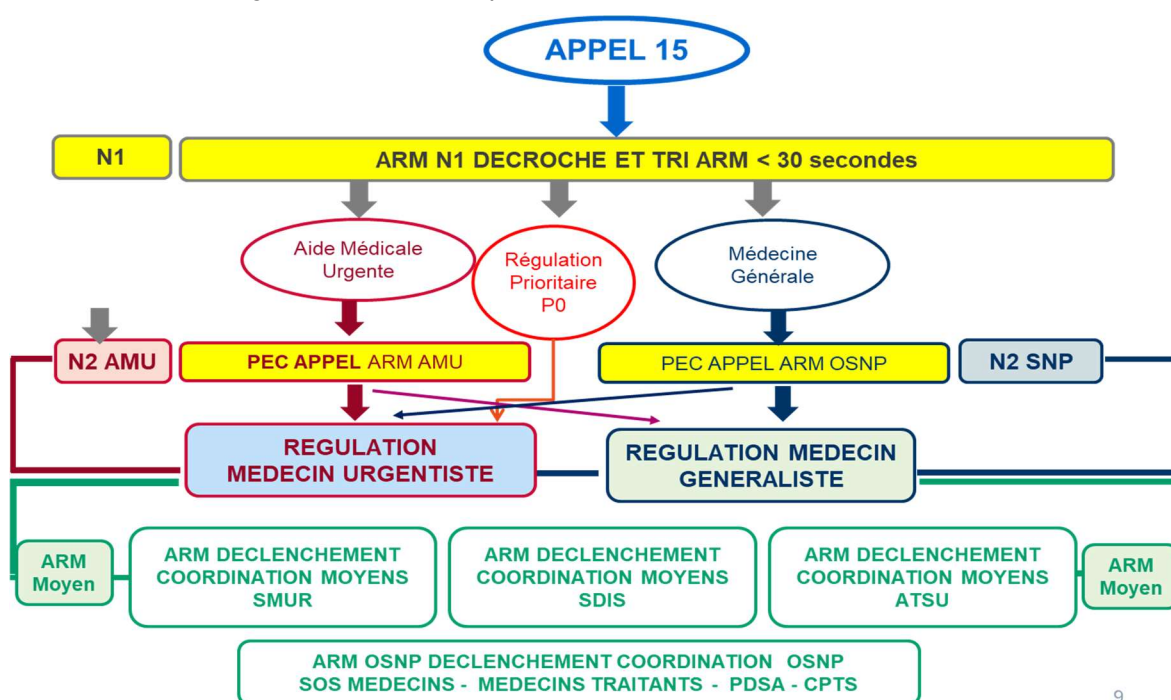 APPEL 15
N1
ARM N1 DECROCHE ET TRI ARM < 30 secondes
Aide Médicale
Urgente
Régulation
Prioritaire
P0
Médecine
Générale
N2 AMU
PEC APPEL ARM AMU
PEC APPEL ARM OSNP
N2 SNP
REGULATION
MEDECIN URGENTISTE
REGULATION MEDECIN
GENERALISTE
ARM
Moyen
ARM DECLENCHEMENT
COORDINATION MOYENS
SMUR
ARM DECLENCHEMENT
COORDINATION MOYENS
SDIS
ARM DECLENCHEMENT
COORDINATION MOYENS
ATSU
ARM
Moyen
ARM OSNP DECLENCHEMENT COORDINATION OSNP
SOS MEDECINS - MEDECINS TRAITANTS - PDSA - CPTS
9